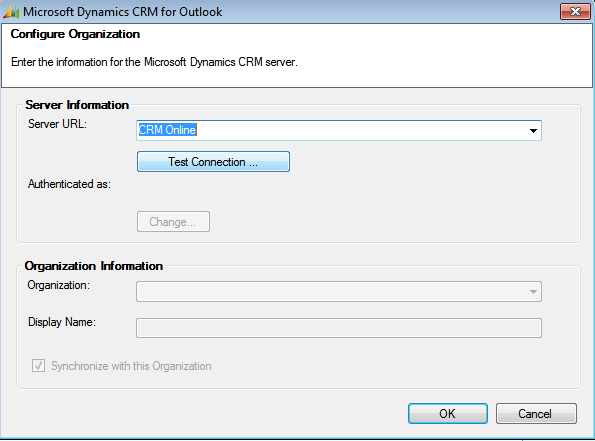 Microsoft Dynamics CRM for Outlook
Configure Organization
Enter the information for the Microsoft Dynamics CRM server.
Server Information
Server URL:
CRM Online
Test Connection ...
Authenticated as:
Change...
Organization Information
Organization:
Display Name:
Synchronize with this Organization
OK
Cancel